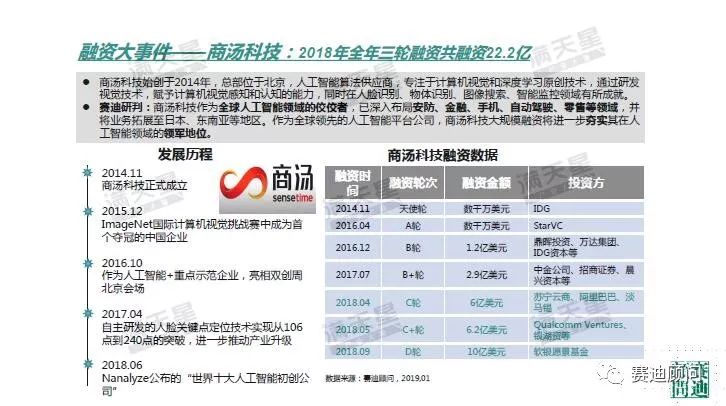 融资大事件——商汤科技：2018年全年三轮融资共融资22.2亿
商汤科技始创于2014年，总部位于北京，人工智能算法供应商，专注于计算机视觉和深度学习原创技术，通过研发
视觉技术，赋予计算机视觉感知和认知的能力，同时在人脸识别、物体识别、图像搜索、智能监控领域有所成就。
赛迪研判：商汤科技作为全球人工智能领域的佼佼者，已深入布局安防、金融、手机、自动驾驶、零售等领域，并
将业务拓展至日本、东南亚等地区。作为全球领先的人工智能平台公司，商汤科技大规模融资将进一步夯实其在人
工智能领域的领军地位。
发展历程
2014.11
商汤科技正式成立
商汤
sensetime
2015.12
ImageNet国际计算机视觉挑战赛中成为首
个夺冠的中国企业
2016.10
作为人工智能+重点示范企业，亮相双创周
北京会场
2017.04
自主研发的人脸关键点定位技术实现从106
点到240点的突破，进一步推动产业升级
2018.06
Nanalyze公布的“世界十大人工智能初创公
司”
商汤科技融资数据
融资时间 融资轮次 融资金额 投资方
2014.11 天使轮 数千万美元 IDG
2016.04 A轮 数千万美元 StarVC
2016.12 B轮 1.2亿美元 鼎晖投资、万达集团、
IDG资本等
2017.07 B+轮 2.9亿美元 中金公司、招商证券、晨
兴资本等
2018.04 C轮 6亿美元 苏宁云商、阿里巴巴、淡
马锡
2018.05 C+轮 6.2亿美元 Qualcomm Ventures、
银湖资等
2018.09 D轮 10亿美元 软银愿景基金
数据来源：赛迪顾问，2019,01
赛迪顾问
满天星